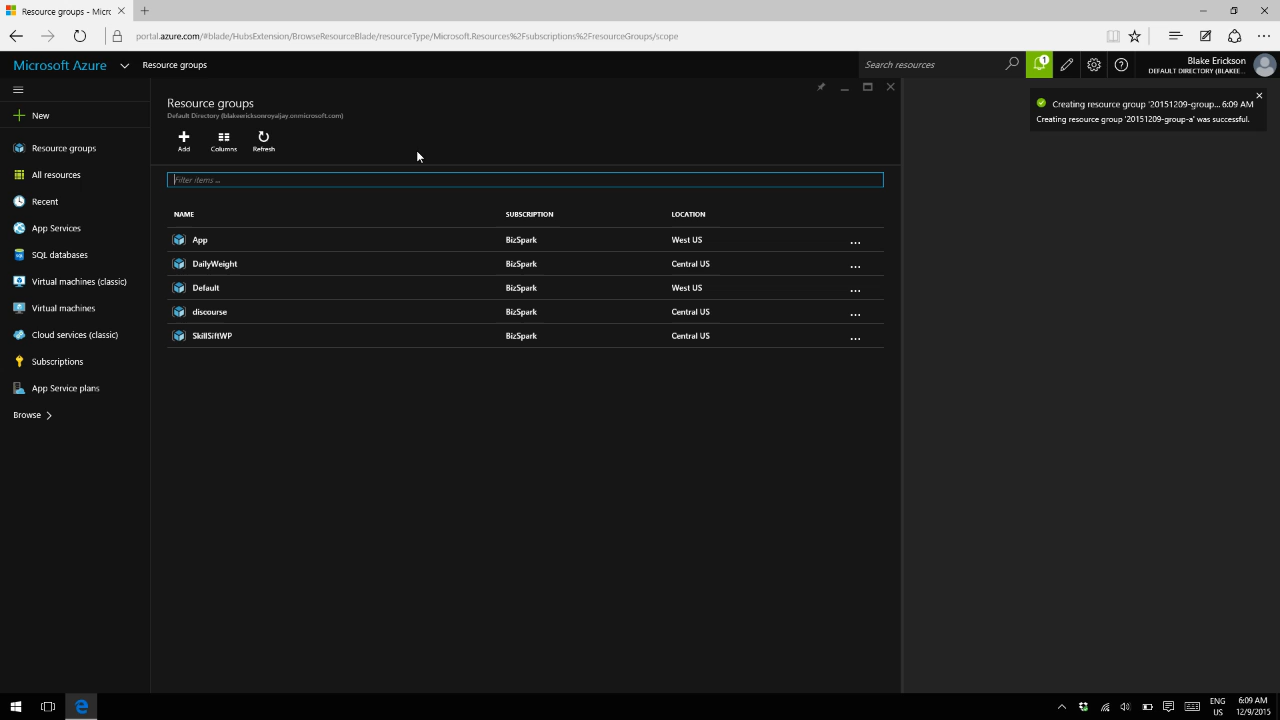 Resource groups - Micr
portal.azure.com/#blade/HubsExtension/BrowseResourceBlade/resourceType/Microsoft.Resources%2Fsubscriptions%2FresourceGroups/scope
Microsoft Azure
Resource groups
Search resources
1
Blake Erickson
DEFAULT DIRECTORY (BLAKEE...
New
Resource groups
All resources
Recent
App Services
SQL databases
Virtual machines (classic)
Virtual machines
Cloud services (classic)
Subscriptions
App Service plans
Browse
Resource groups
Default Directory (blakeericksonroyaljay.onmicrosoft.com)
Add Columns Refresh
Filter items ...
NAME SUBSCRIPTION LOCATION
App BizSpark West US ...
DailyWeight BizSpark Central US ...
Default BizSpark West US ...
discourse BizSpark Central US ...
SkillSiftWP BizSpark Central US ...
Creating resource group '20151209-group... 6:09 AM
Creating resource group '20151209-group-a' was successful.
ENG
US
6:09 AM
12/9/2015